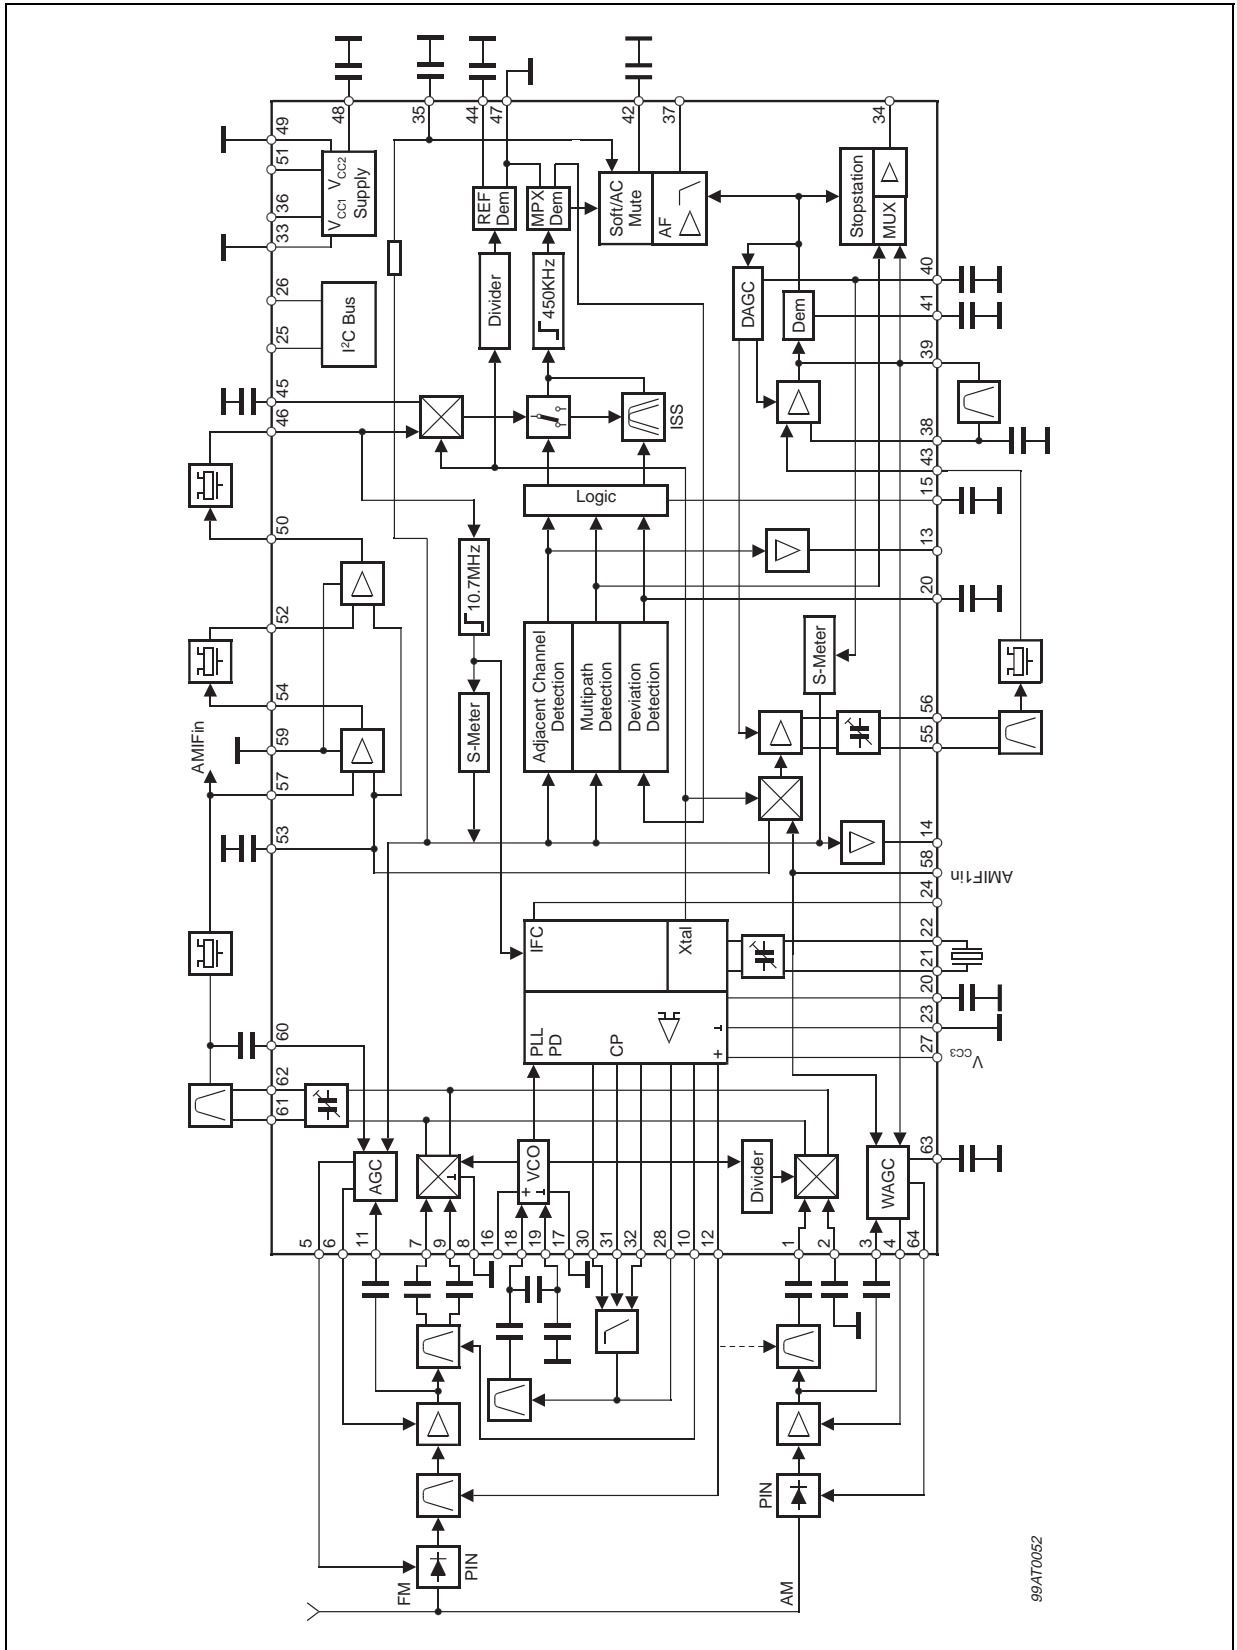 48
35
44
47
42
37
34
49
51
36
33
26
25
45
46
50
52
54
59
57
53
60
62
61
V_CC1 V_CC2
Supply
I²C Bus
REF
Dem
MPX
Dem
Divider
450KHz
Soft/AC
Mute
AF
Stopstation
MUX
DAGC
Dem
ISS
Logic
10.7MHz
S-Meter
Adjacent Channel
Detection
Multipath
Detection
Deviation
Detection
S-Meter
AMIFin
40
41
39
38
43
15
13
20
56
55
14
58
AMIF1in
24
22
21
20
23
27
V_CC3
63
IFC
Xtal
PLL
PD
CP
+
-
AGC
-
+
VCO
-
Divider
WAGC
5
6
11
7
9
8
16
18
19
17
30
31
32
28
10
12
1
2
3
4
64
FM
PIN
AM
PIN
99AT0052